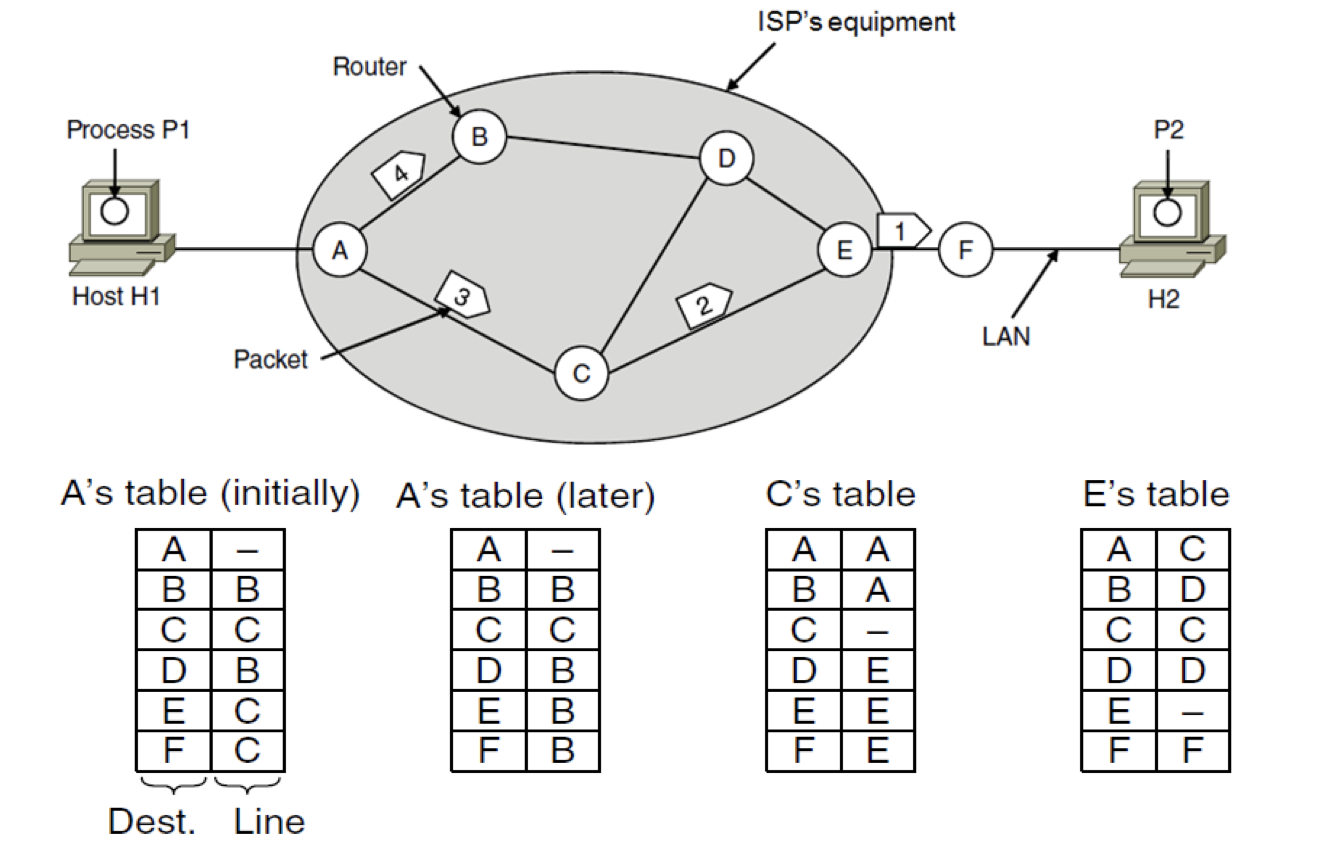 ISP's equipment
Router
Process P1
P2
B
D
4
A
E
1
F
3
2
Host H1
H2
LAN
Packet
C
A's table (initially) A's table (later) C's table E's table
A – A – A A A C
B B B B B A B D
C C C C C – C C
D B D B D E D D
E C E B E E E –
F C F B F E F F
Dest. Line